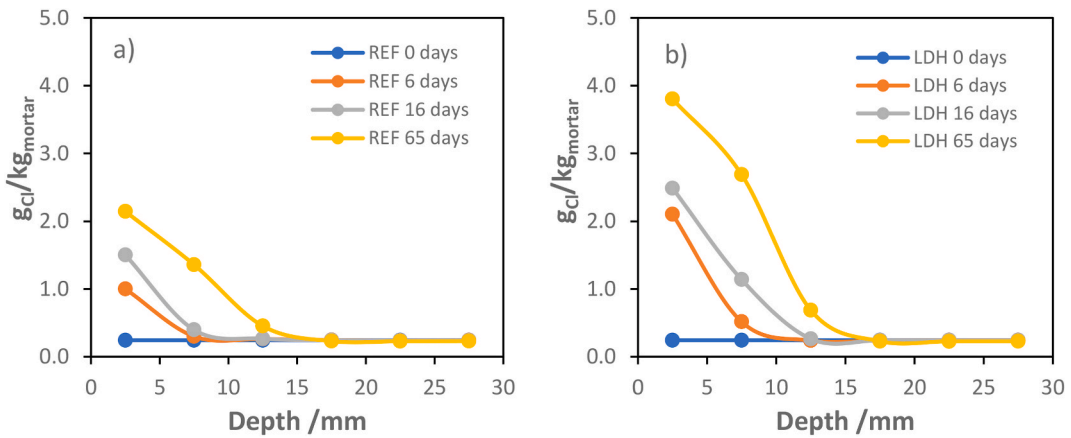 a)
REF 0 days
REF 6 days
REF 16 days
REF 65 days
5.0
4.0
3.0
2.0
1.0
0.0
gCl/kgmortar
0 5 10 15 20 25 30
Depth /mm
b)
LDH 0 days
LDH 6 days
LDH 16 days
LDH 65 days
5.0
4.0
3.0
2.0
1.0
0.0
gCl/kgmortar
0 5 10 15 20 25 30
Depth /mm